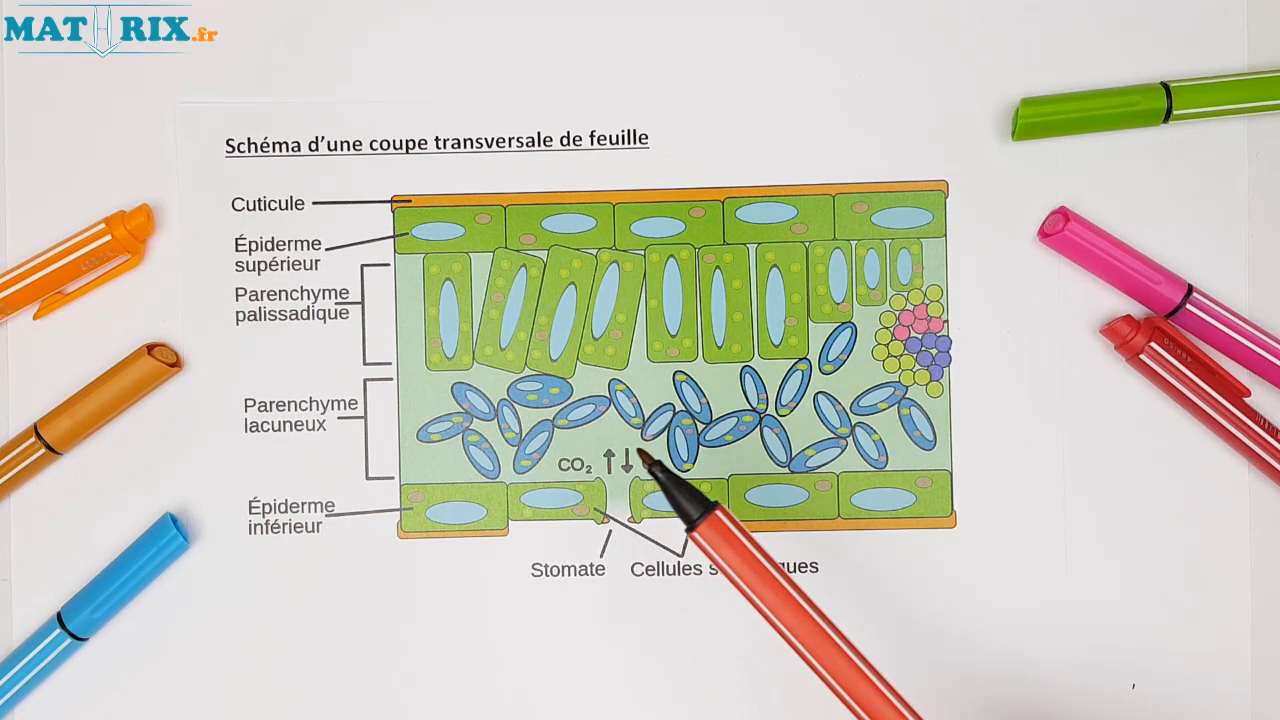 MATHRIX.fr
Schéma d'une coupe transversale de feuille
Cuticule
Épiderme
supérieur
Parenchyme
palissadique
Parenchyme
lacuneux
CO₂
Épiderme
inférieur
Stomate
Cellules